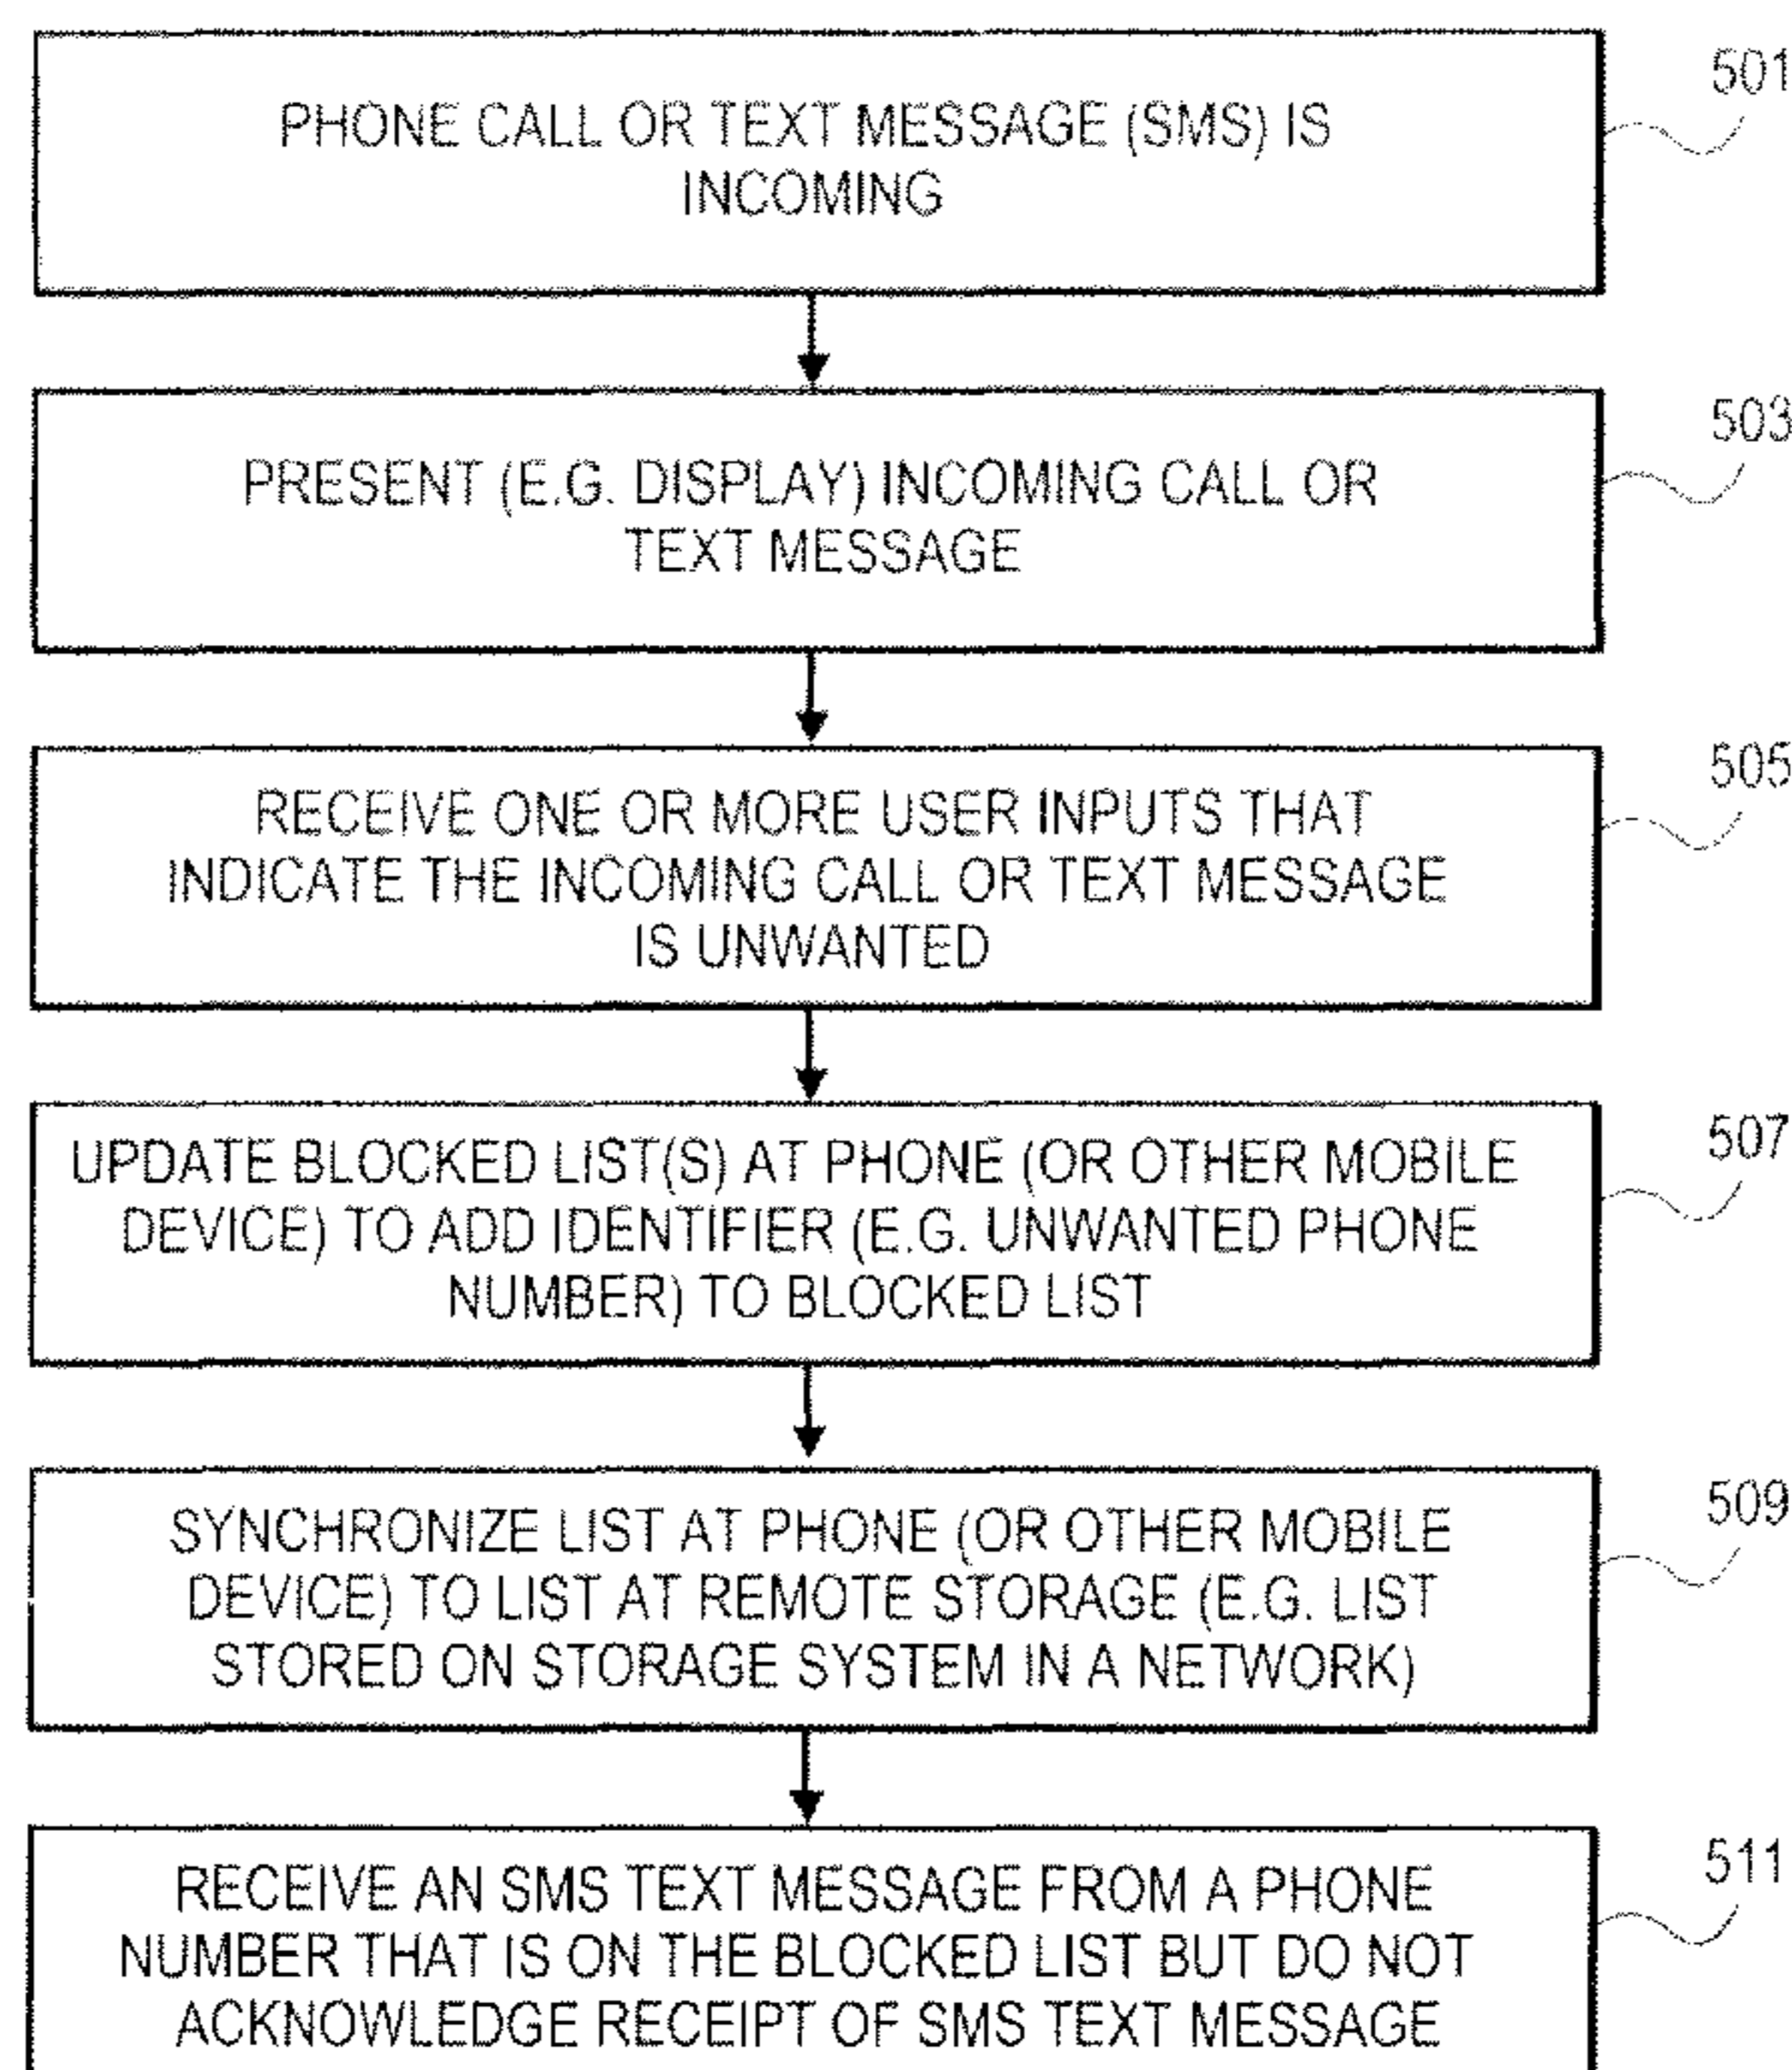 PHONE CALL OR TEXT MESSAGE (SMS) IS
INCOMING
501
PRESENT (E.G. DISPLAY) INCOMING CALL OR
TEXT MESSAGE
503
RECEIVE ONE OR MORE USER INPUTS THAT
INDICATE THE INCOMING CALL OR TEXT MESSAGE
IS UNWANTED
505
UPDATE BLOCKED LIST(S) AT PHONE (OR OTHER MOBILE
DEVICE) TO ADD IDENTIFIER (E.G. UNWANTED PHONE
NUMBER) TO BLOCKED LIST
507
SYNCHRONIZE LIST AT PHONE (OR OTHER MOBILE
DEVICE) TO LIST AT REMOTE STORAGE (E.G. LIST
STORED ON STORAGE SYSTEM IN A NETWORK)
509
RECEIVE AN SMS TEXT MESSAGE FROM A PHONE
NUMBER THAT IS ON THE BLOCKED LIST BUT DO NOT
ACKNOWLEDGE RECEIPT OF SMS TEXT MESSAGE
511